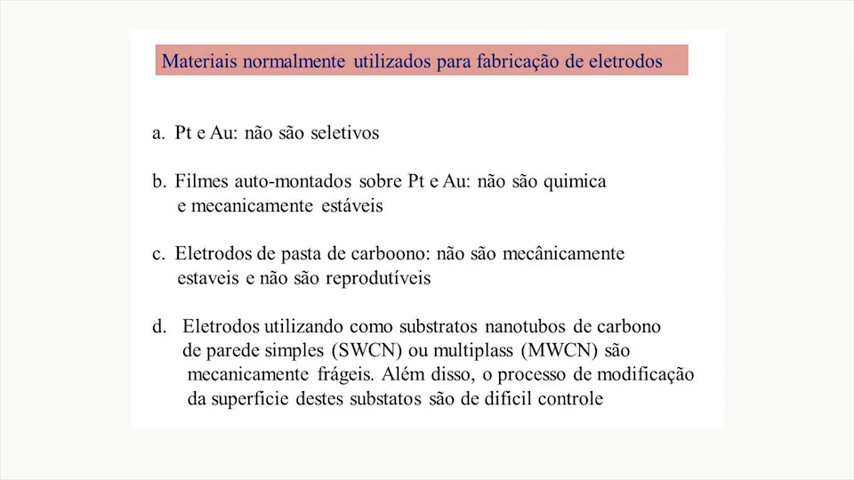 Materiais normalmente utilizados para fabricação de eletrodos
a. Pt e Au: não são seletivos
b. Filmes auto-montados sobre Pt e Au: não são quimica
e mecanicamente estáveis
c. Eletrodos de pasta de carboono: não são mecânicamente
estaveis e não são reprodutíveis
d. Eletrodos utilizando como substratos nanotubos de carbono
de parede simples (SWCN) ou multiplass (MWCN) são
mecanicamente frágeis. Além disso, o processo de modificação
da superficie destes substatos são de dificil controle